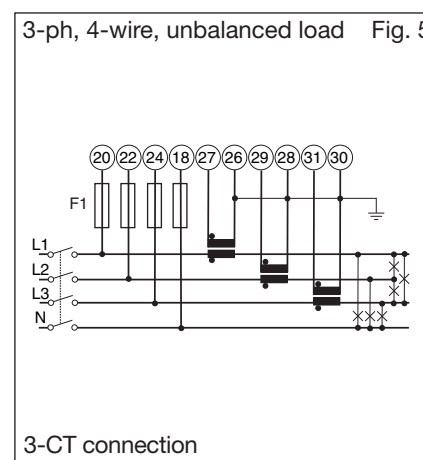 3-ph, 4-wire, unbalanced load Fig. 5
20 22 24 18 27 26 29 28 31 30
F1
L1
L2
L3
N
3-CT connection